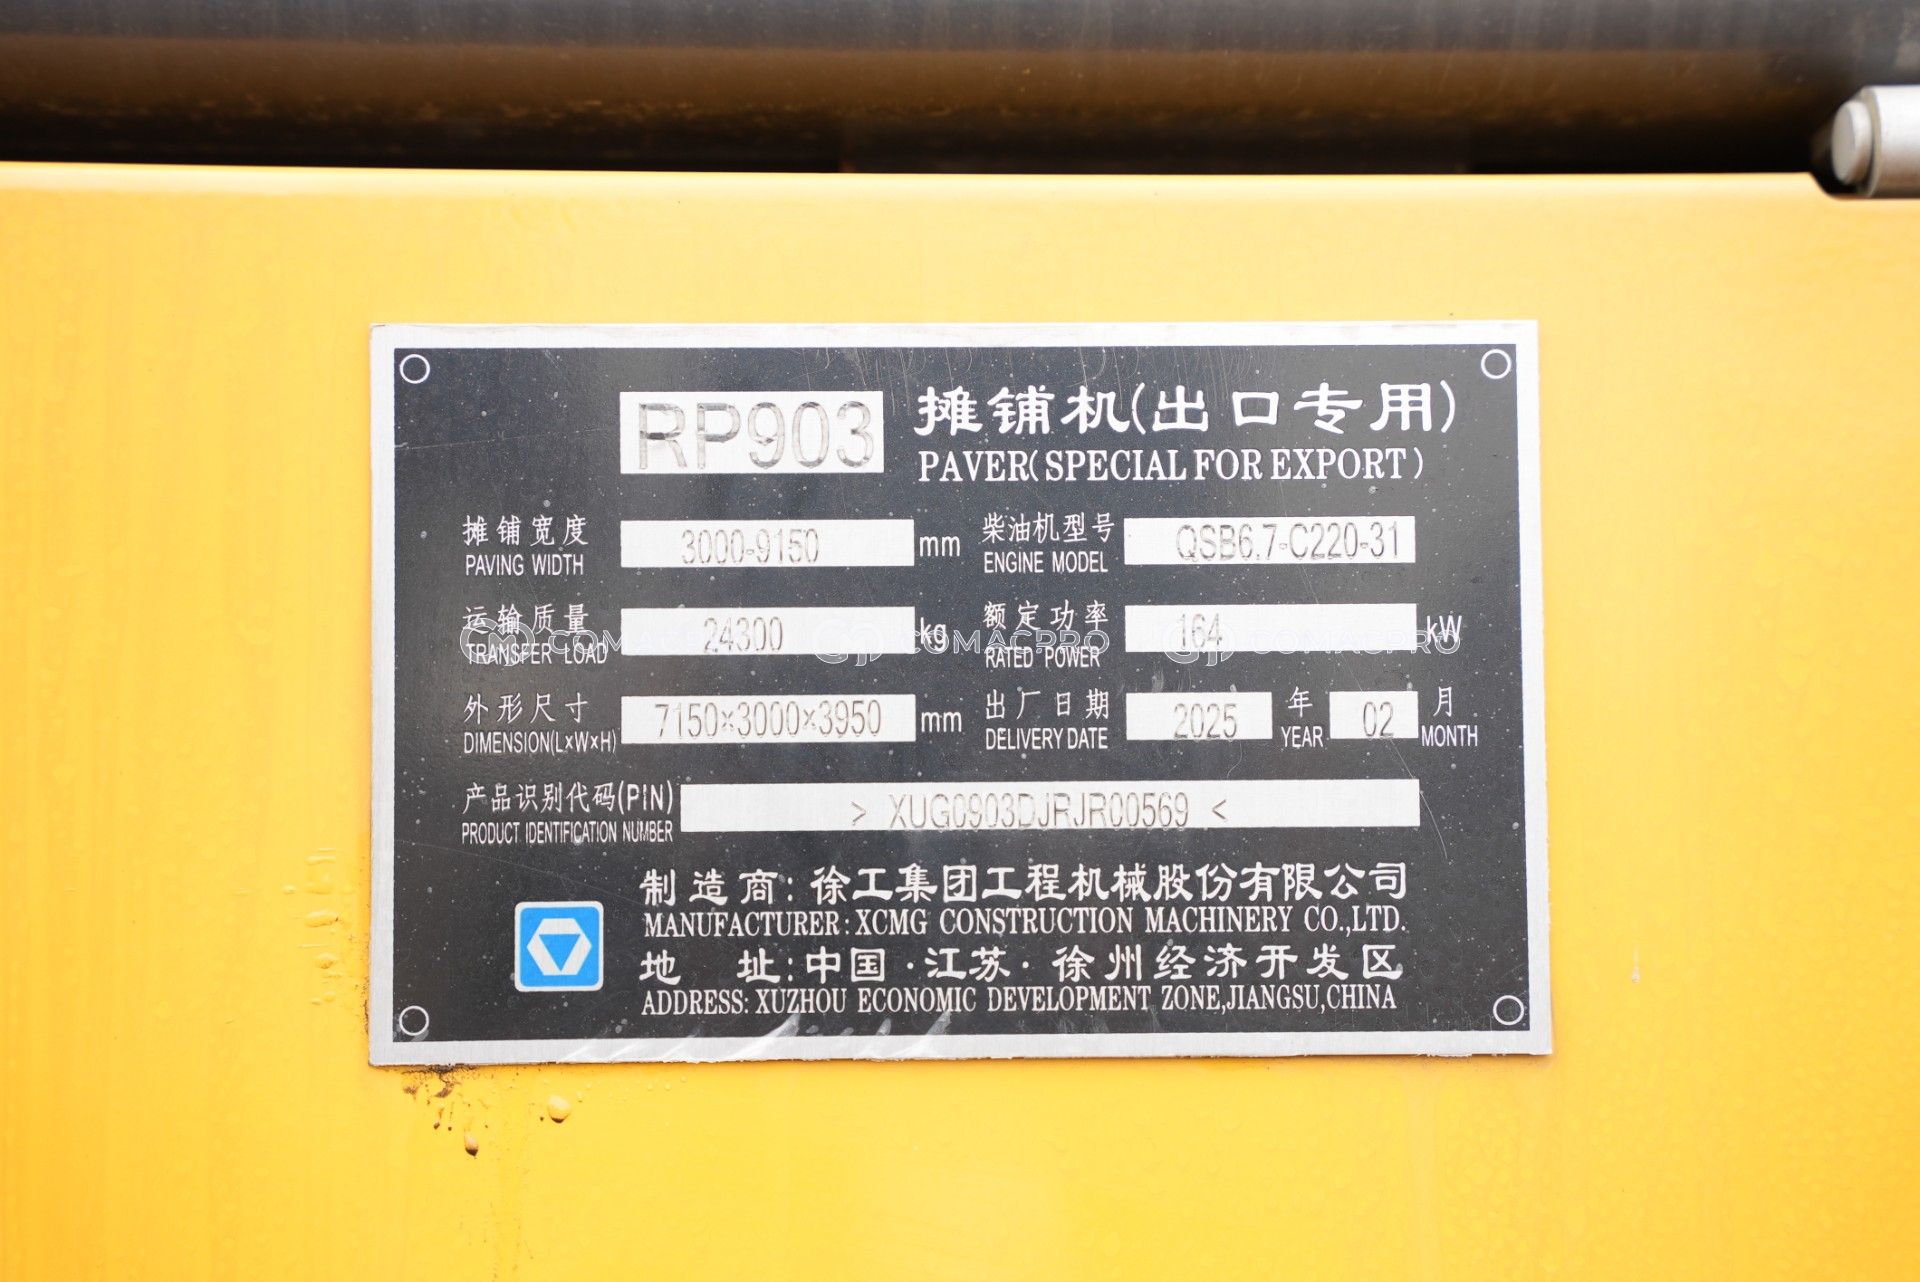 RP903 摊铺机(出口专用)
PAVER(SPECIAL FOR EXPORT)
摊铺宽度 3000-9150 mm 柴油机型号 QSB6.7-C220-31
PAVING WIDTH ENGINE MODEL
运输质量 24300 kg 额定功率 164 kW
TRANSFER LOAD RATED POWER
COMACPRO COMACPRO COMACPRO
外形尺寸 7150×3000×3950 mm 出厂日期 2025 年 02 月
DIMENSION(L×W×H) DELIVERY DATE YEAR MONTH
产品识别代码(PIN) > XUG0903DJRJR00569 <
PRODUCT IDENTIFICATION NUMBER
制造商:徐工集团工程机械股份有限公司
MANUFACTURER:XCMG CONSTRUCTION MACHINERY CO.,LTD.
地 址:中国·江苏·徐州经济开发区
ADDRESS: XUZHOU ECONOMIC DEVELOPMENT ZONE,JIANGSU,CHINA